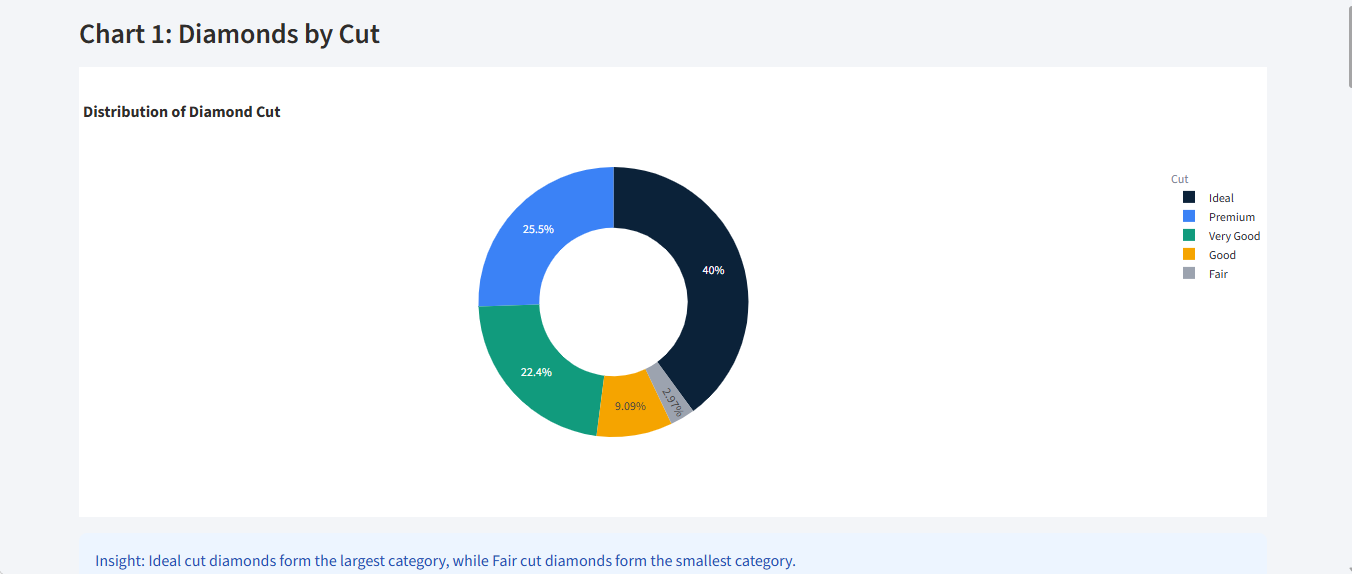 Chart 1: Diamonds by Cut
Distribution of Diamond Cut
Cut
Ideal
Premium
Very Good
Good
Fair
25.5%
40%
22.4%
9.09%
2.97%
Insight: Ideal cut diamonds form the largest category, while Fair cut diamonds form the smallest category.